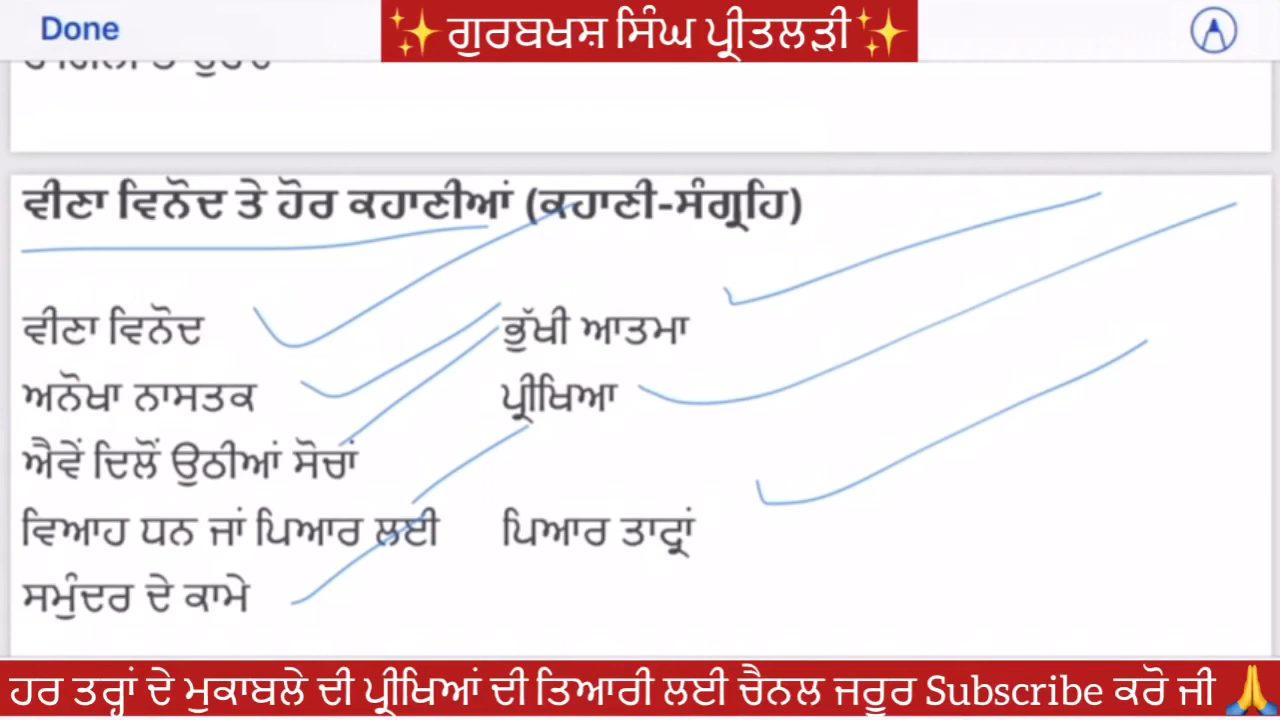 Done
✨ਗੁਰਬਖਸ਼ ਸਿੰਘ ਪ੍ਰੀਤਲੜੀ✨
ਵੀਣਾ ਵਿਨੋਦ ਤੇ ਹੋਰ ਕਹਾਣੀਆਂ (ਕਹਾਣੀ-ਸੰਗ੍ਰਹਿ)
ਵੀਣਾ ਵਿਨੋਦ ਭੁੱਖੀ ਆਤਮਾ
ਅਨੋਖਾ ਨਾਸਤਕ ਪ੍ਰੀਖਿਆ
ਐਵੇਂ ਦਿਲੋਂ ਉਠੀਆਂ ਸੋਚਾਂ
ਵਿਆਹ ਧਨ ਜਾਂ ਪਿਆਰ ਲਈ ਪਿਆਰ ਤਾਫ੍ਰਾਂ
ਸਮੁੰਦਰ ਦੇ ਕਾਮੇ
ਹਰ ਤਰ੍ਹਾਂ ਦੇ ਮੁਕਾਬਲੇ ਦੀ ਪ੍ਰੀਖਿਆਂ ਦੀ ਤਿਆਰੀ ਲਈ ਚੈਨਲ ਜਰੂਰ Subscribe ਕਰੋ ਜੀ 🙏